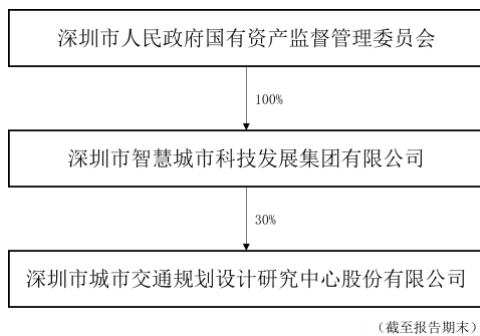 深圳市人民政府国有资产监督管理委员会
100%
深圳市智慧城市科技发展集团有限公司
30%
深圳市城市交通规划设计研究中心股份有限公司
（截至报告期末）